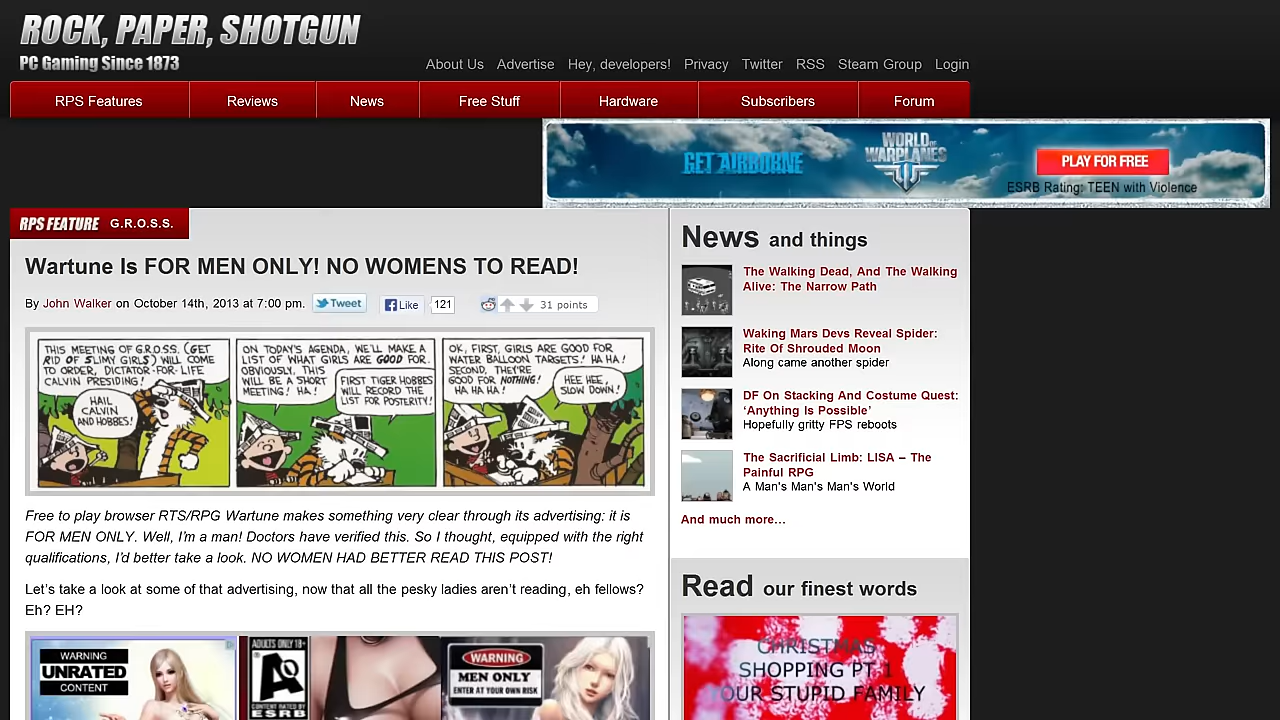 ROCK, PAPER, SHOTGUN
PC Gaming Since 1873
About Us Advertise Hey, developers! Privacy Twitter RSS Steam Group Login
RPS Features Reviews News Free Stuff Hardware Subscribers Forum
GET AIRBORNE
WORLD OF
WARPLANES
PLAY FOR FREE
ESRB Rating: TEEN with Violence
RPS FEATURE G.R.O.S.S.
Wartune Is FOR MEN ONLY! NO WOMENS TO READ!
By John Walker on October 14th, 2013 at 7:00 pm.
Tweet
Like 121
31 points
THIS MEETING OF G.R.O.S.S. (GET
RID OF SLIMY GIRLS) WILL COME
TO ORDER, DICTATOR-FOR-LIFE
CALVIN PRESIDING!
HAIL
CALVIN
AND HOBBES!
ON TODAY'S AGENDA, WE'LL MAKE A
LIST OF WHAT GIRLS ARE GOOD FOR.
OBVIOUSLY, THIS
WILL BE A SHORT
MEETING! HA!
FIRST TIGER HOBBES
WILL RECORD THE
LIST FOR POSTERITY!
OK, FIRST, GIRLS ARE GOOD FOR
WATER BALLOON TARGETS! HA HA!
SECOND, THEY'RE
GOOD FOR NOTHING!
HA HA HA!
HEE HEE,
SLOW DOWN!
Free to play browser RTS/RPG Wartune makes something very clear through its advertising: it is
FOR MEN ONLY. Well, I'm a man! Doctors have verified this. So I thought, equipped with the right
qualifications, I'd better take a look. NO WOMEN HAD BETTER READ THIS POST!
Let's take a look at some of that advertising, now that all the pesky ladies aren't reading, eh fellows?
Eh? EH?
WARNING
UNRATED
CONTENT
ADULTS ONLY 18+
AO
CONTENT RATED BY
ESRB
WARNING
MEN ONLY
ENTER AT YOUR OWN RISK
News and things
The Walking Dead, And The Walking
Alive: The Narrow Path
Waking Mars Devs Reveal Spider:
Rite Of Shrouded Moon
Along came another spider
DF On Stacking And Costume Quest:
‘Anything Is Possible’
Hopefully gritty FPS reboots
The Sacrificial Limb: LISA – The
Painful RPG
A Man's Man's Man's World
And much more…
Read our finest words
CHRISTMAS
SHOPPING PT.1
YOUR STUPID FAMILY